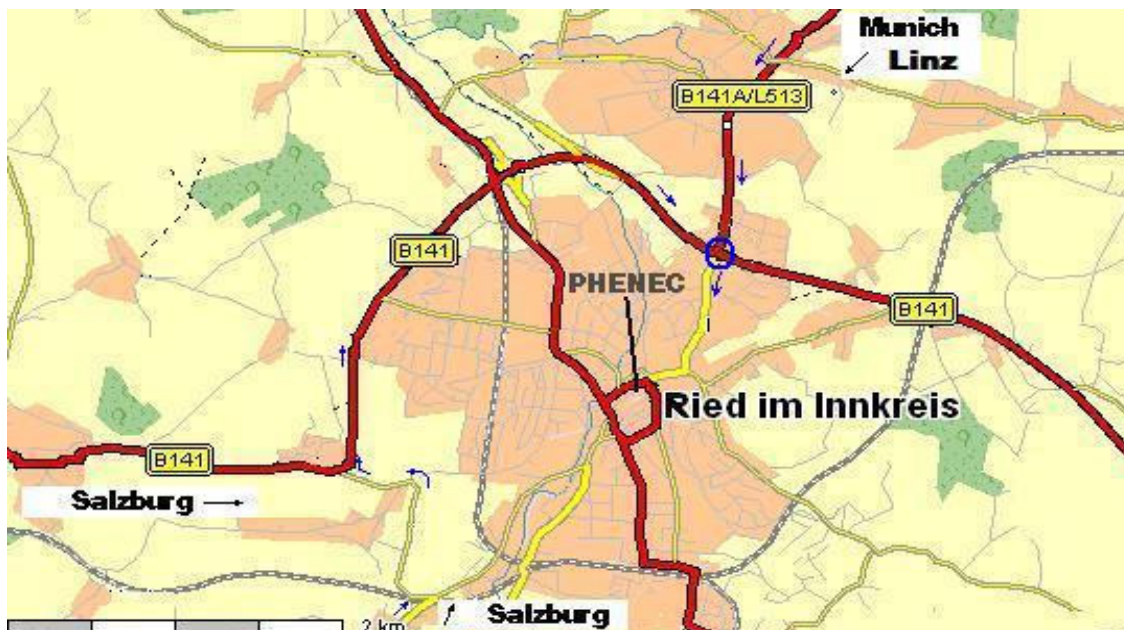 Munich
Linz
B141A/L513
B141
PHENEC
B141
Ried im Innkreis
B141
Salzburg
Salzburg
2 km